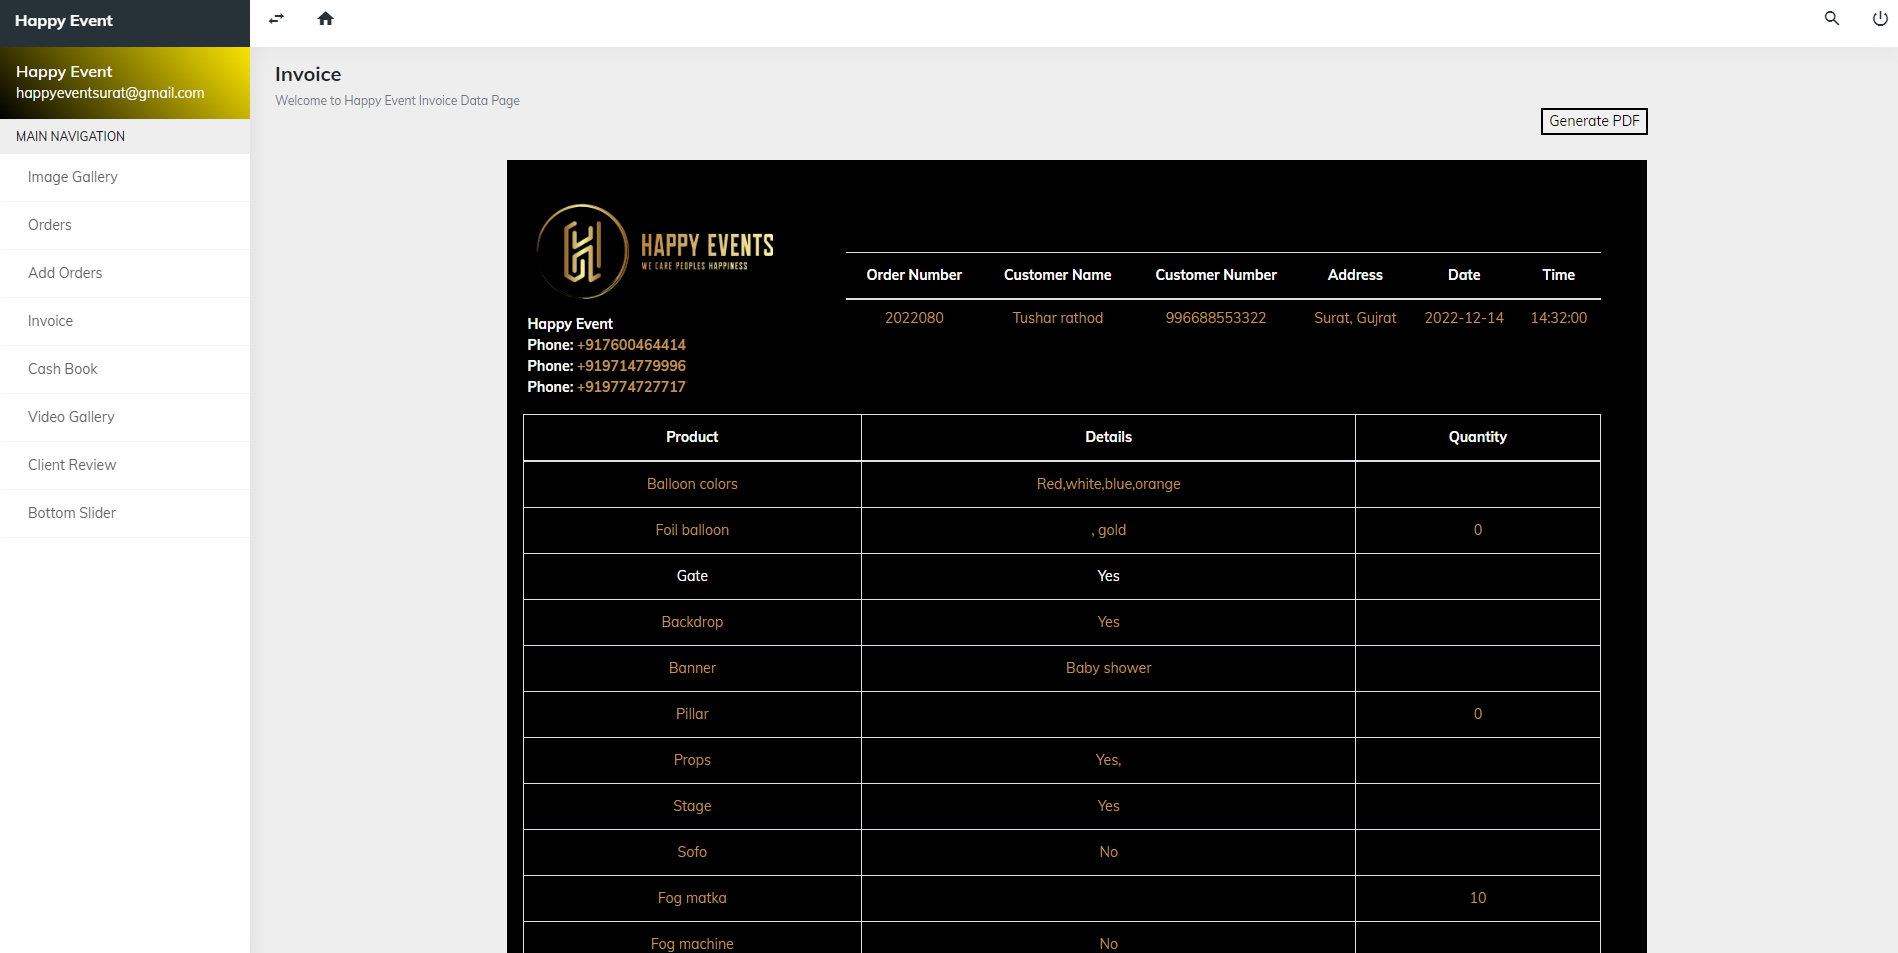 Happy Event
Happy Event
happyeventsurat@gmail.com
MAIN NAVIGATION
Image Gallery
Orders
Add Orders
Invoice
Cash Book
Video Gallery
Client Review
Bottom Slider
Invoice
Welcome to Happy Event Invoice Data Page
Generate PDF
HAPPY EVENTS
WE CARE PEOPLES HAPPINESS
Happy Event
Phone: +917600464414
Phone: +919714779996
Phone: +919774727717
Order Number Customer Name Customer Number Address Date Time
2022080 Tushar rathod 996688553322 Surat, Gujrat 2022-12-14 14:32:00
Product Details Quantity
Balloon colors Red,white,blue,orange
Foil balloon , gold 0
Gate Yes
Backdrop Yes
Banner Baby shower
Pillar 0
Props Yes,
Stage Yes
Sofo No
Fog matka 10
Fog machine No